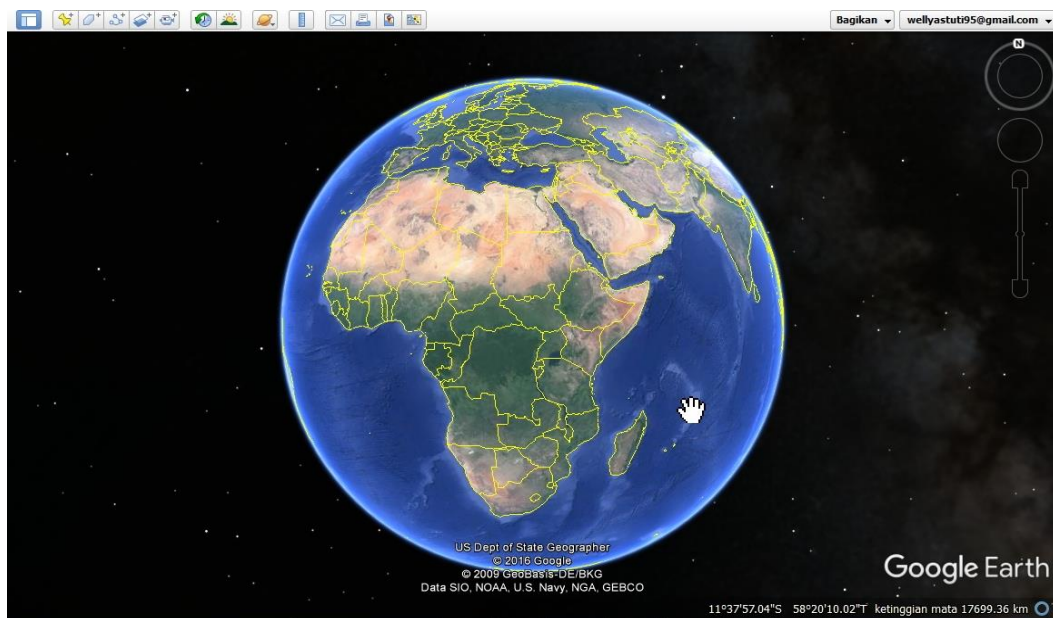 Bagikan
wellyastuti95@gmail.com
N
US Dept of State Geographer
© 2016 Google
© 2009 GeoBasis-DE/BKG
Data SIO, NOAA, U.S. Navy, NGA, GEBCO
Google Earth
11°37'57.04"S 58°20'10.02"T ketinggian mata 17699.36 km